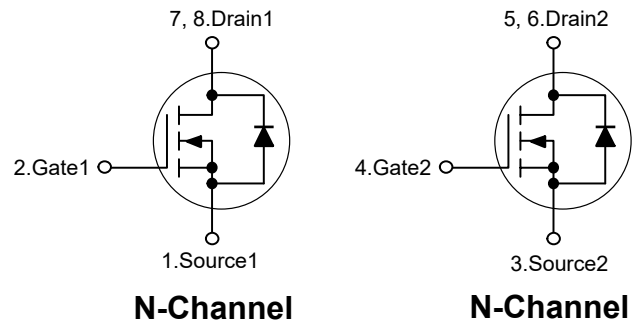 7, 8.Drain1
5, 6.Drain2
2.Gate1
4.Gate2
1.Source1
3.Source2
N-Channel
N-Channel